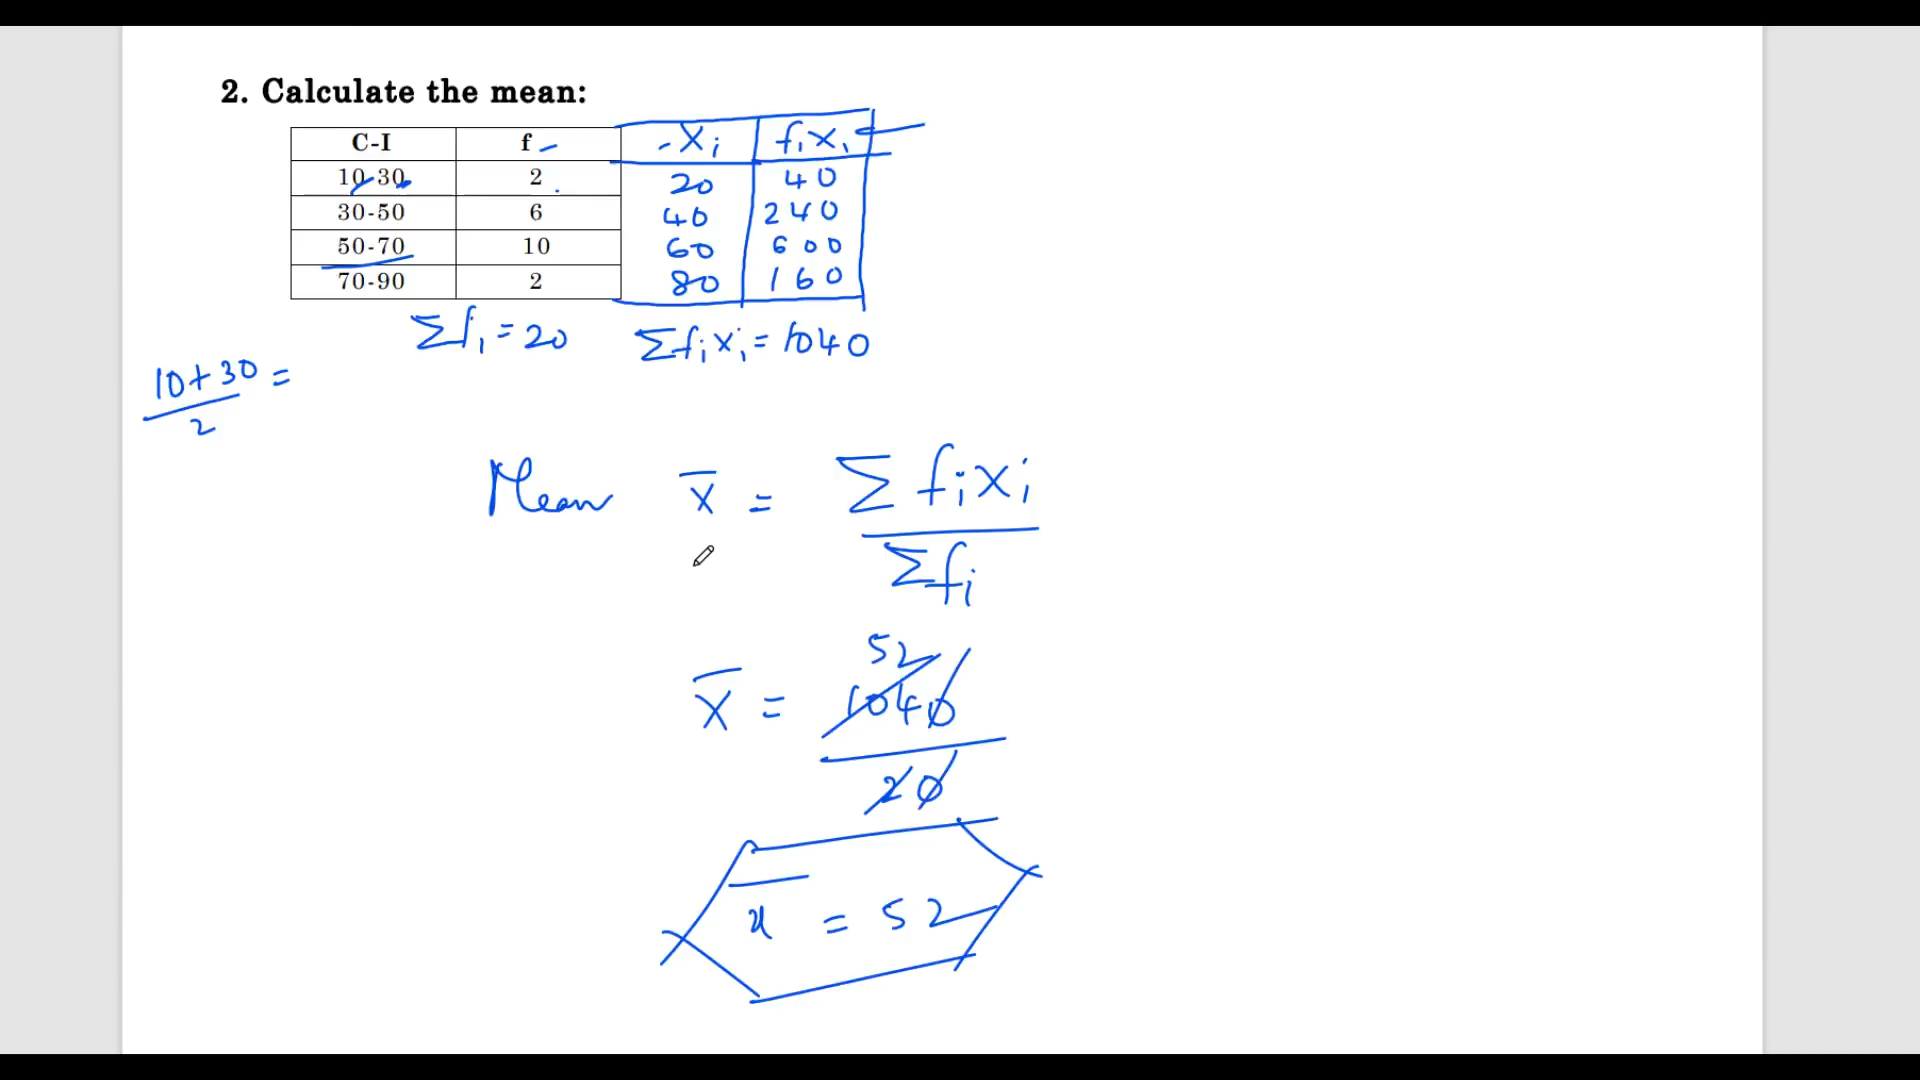 2. Calculate the mean:
C-I f xi fixi
10-30 2 20 40
30-50 6 40 240
50-70 10 60 600
70-90 2 80 160
Σfi = 20 Σfixi = 1040
10+30 =
2
Mean x̄ = Σfixi
Σfi
52
x̄ = 1040
20
x̄ = 52